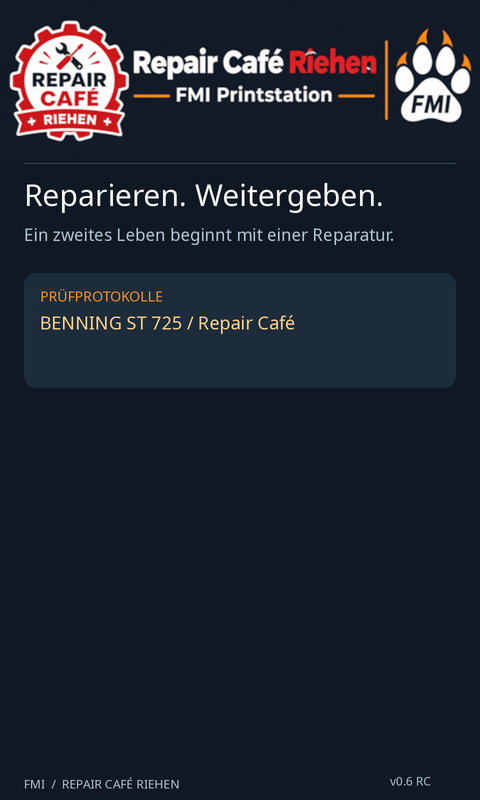 REPAIR
CAFÉ
RIEHEN
Repair Café Riehen
FMI Printstation
FMI
Reparieren. Weitergeben.
Ein zweites Leben beginnt mit einer Reparatur.
PRÜFPROTOKOLLE
BENNING ST 725 / Repair Café
FMI / REPAIR CAFÉ RIEHEN
v0.6 RC